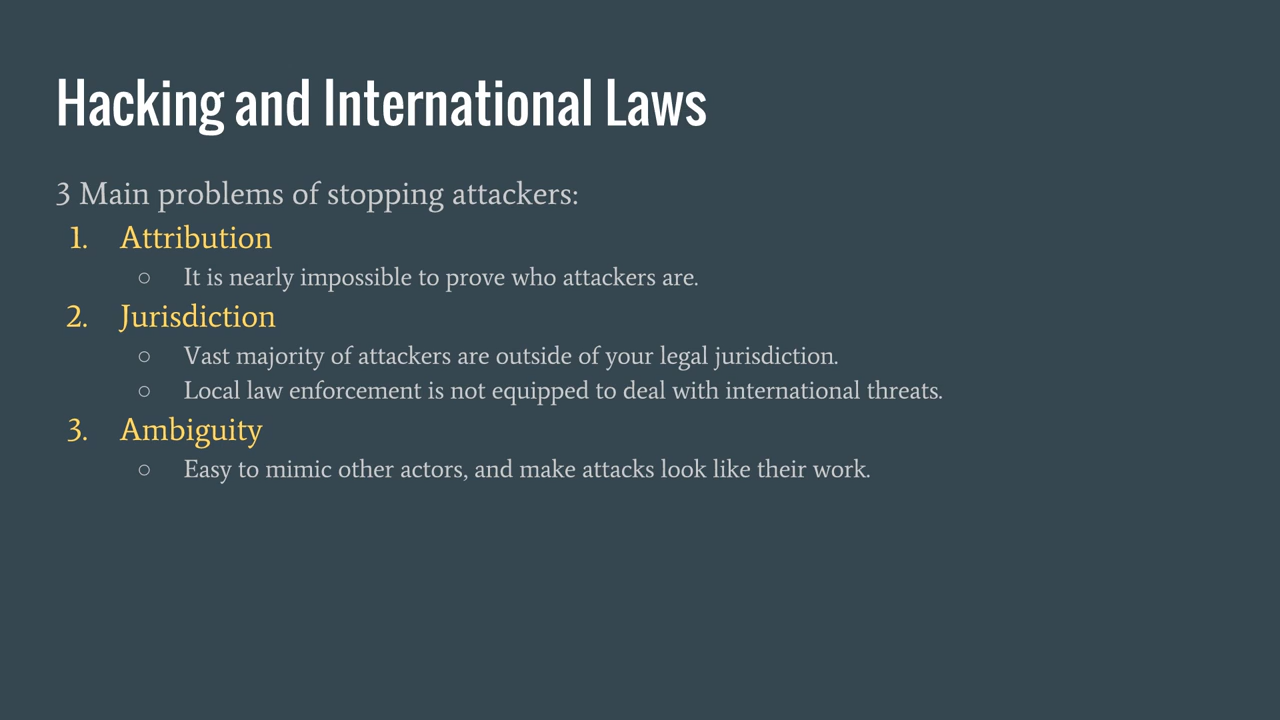 Hacking and International Laws
3 Main problems of stopping attackers:
1. Attribution
○ It is nearly impossible to prove who attackers are.
2. Jurisdiction
○ Vast majority of attackers are outside of your legal jurisdiction.
○ Local law enforcement is not equipped to deal with international threats.
3. Ambiguity
○ Easy to mimic other actors, and make attacks look like their work.